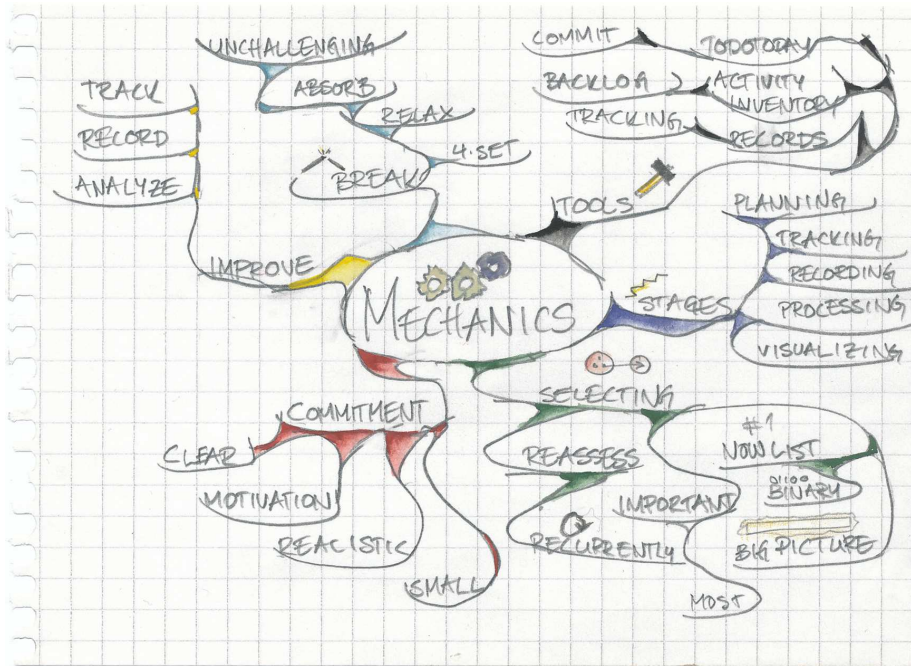 UNCHALLENGING
ABSORB
RELAX
4·SET
BREAK
TRACK
RECORD
ANALYZE
IMPROVE
COMMIT
TODOTODAY
BACKLOG
ACTIVITY
INVENTORY
TRACKING
RECORDS
TOOLS
PLANNING
TRACKING
RECORDING
PROCESSING
VISUALIZING
STAGES
MECHANICS
SELECTING
REASSESS
RECURRENTLY
IMPORTANT
MOST
#1
NOW LIST
01100
BINARY
BIG PICTURE
COMMITMENT
CLEAR
MOTIVATION
REALISTIC
SMALL